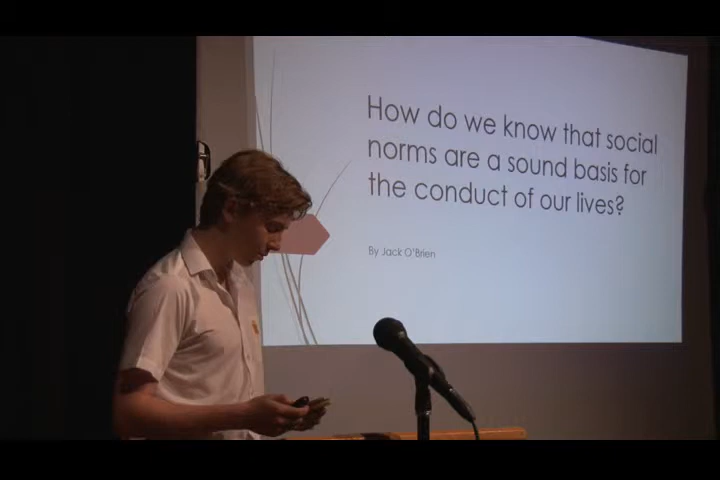 How do we know that social
norms are a sound basis for
the conduct of our lives?
By Jack O'Brien